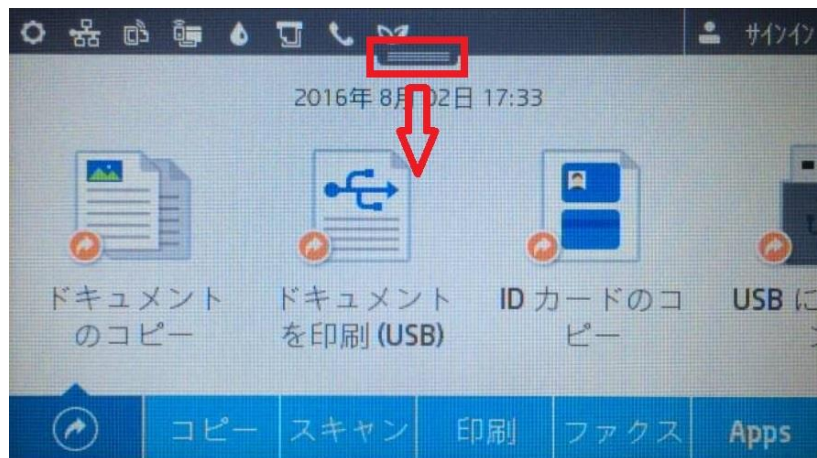 サインイン
2016年 8月 02日 17:33
ドキュメント
のコピー
ドキュメント
を印刷 (USB)
ID カードのコ
ピー
USB に
コピー
スキャン
印刷
ファクス
Apps